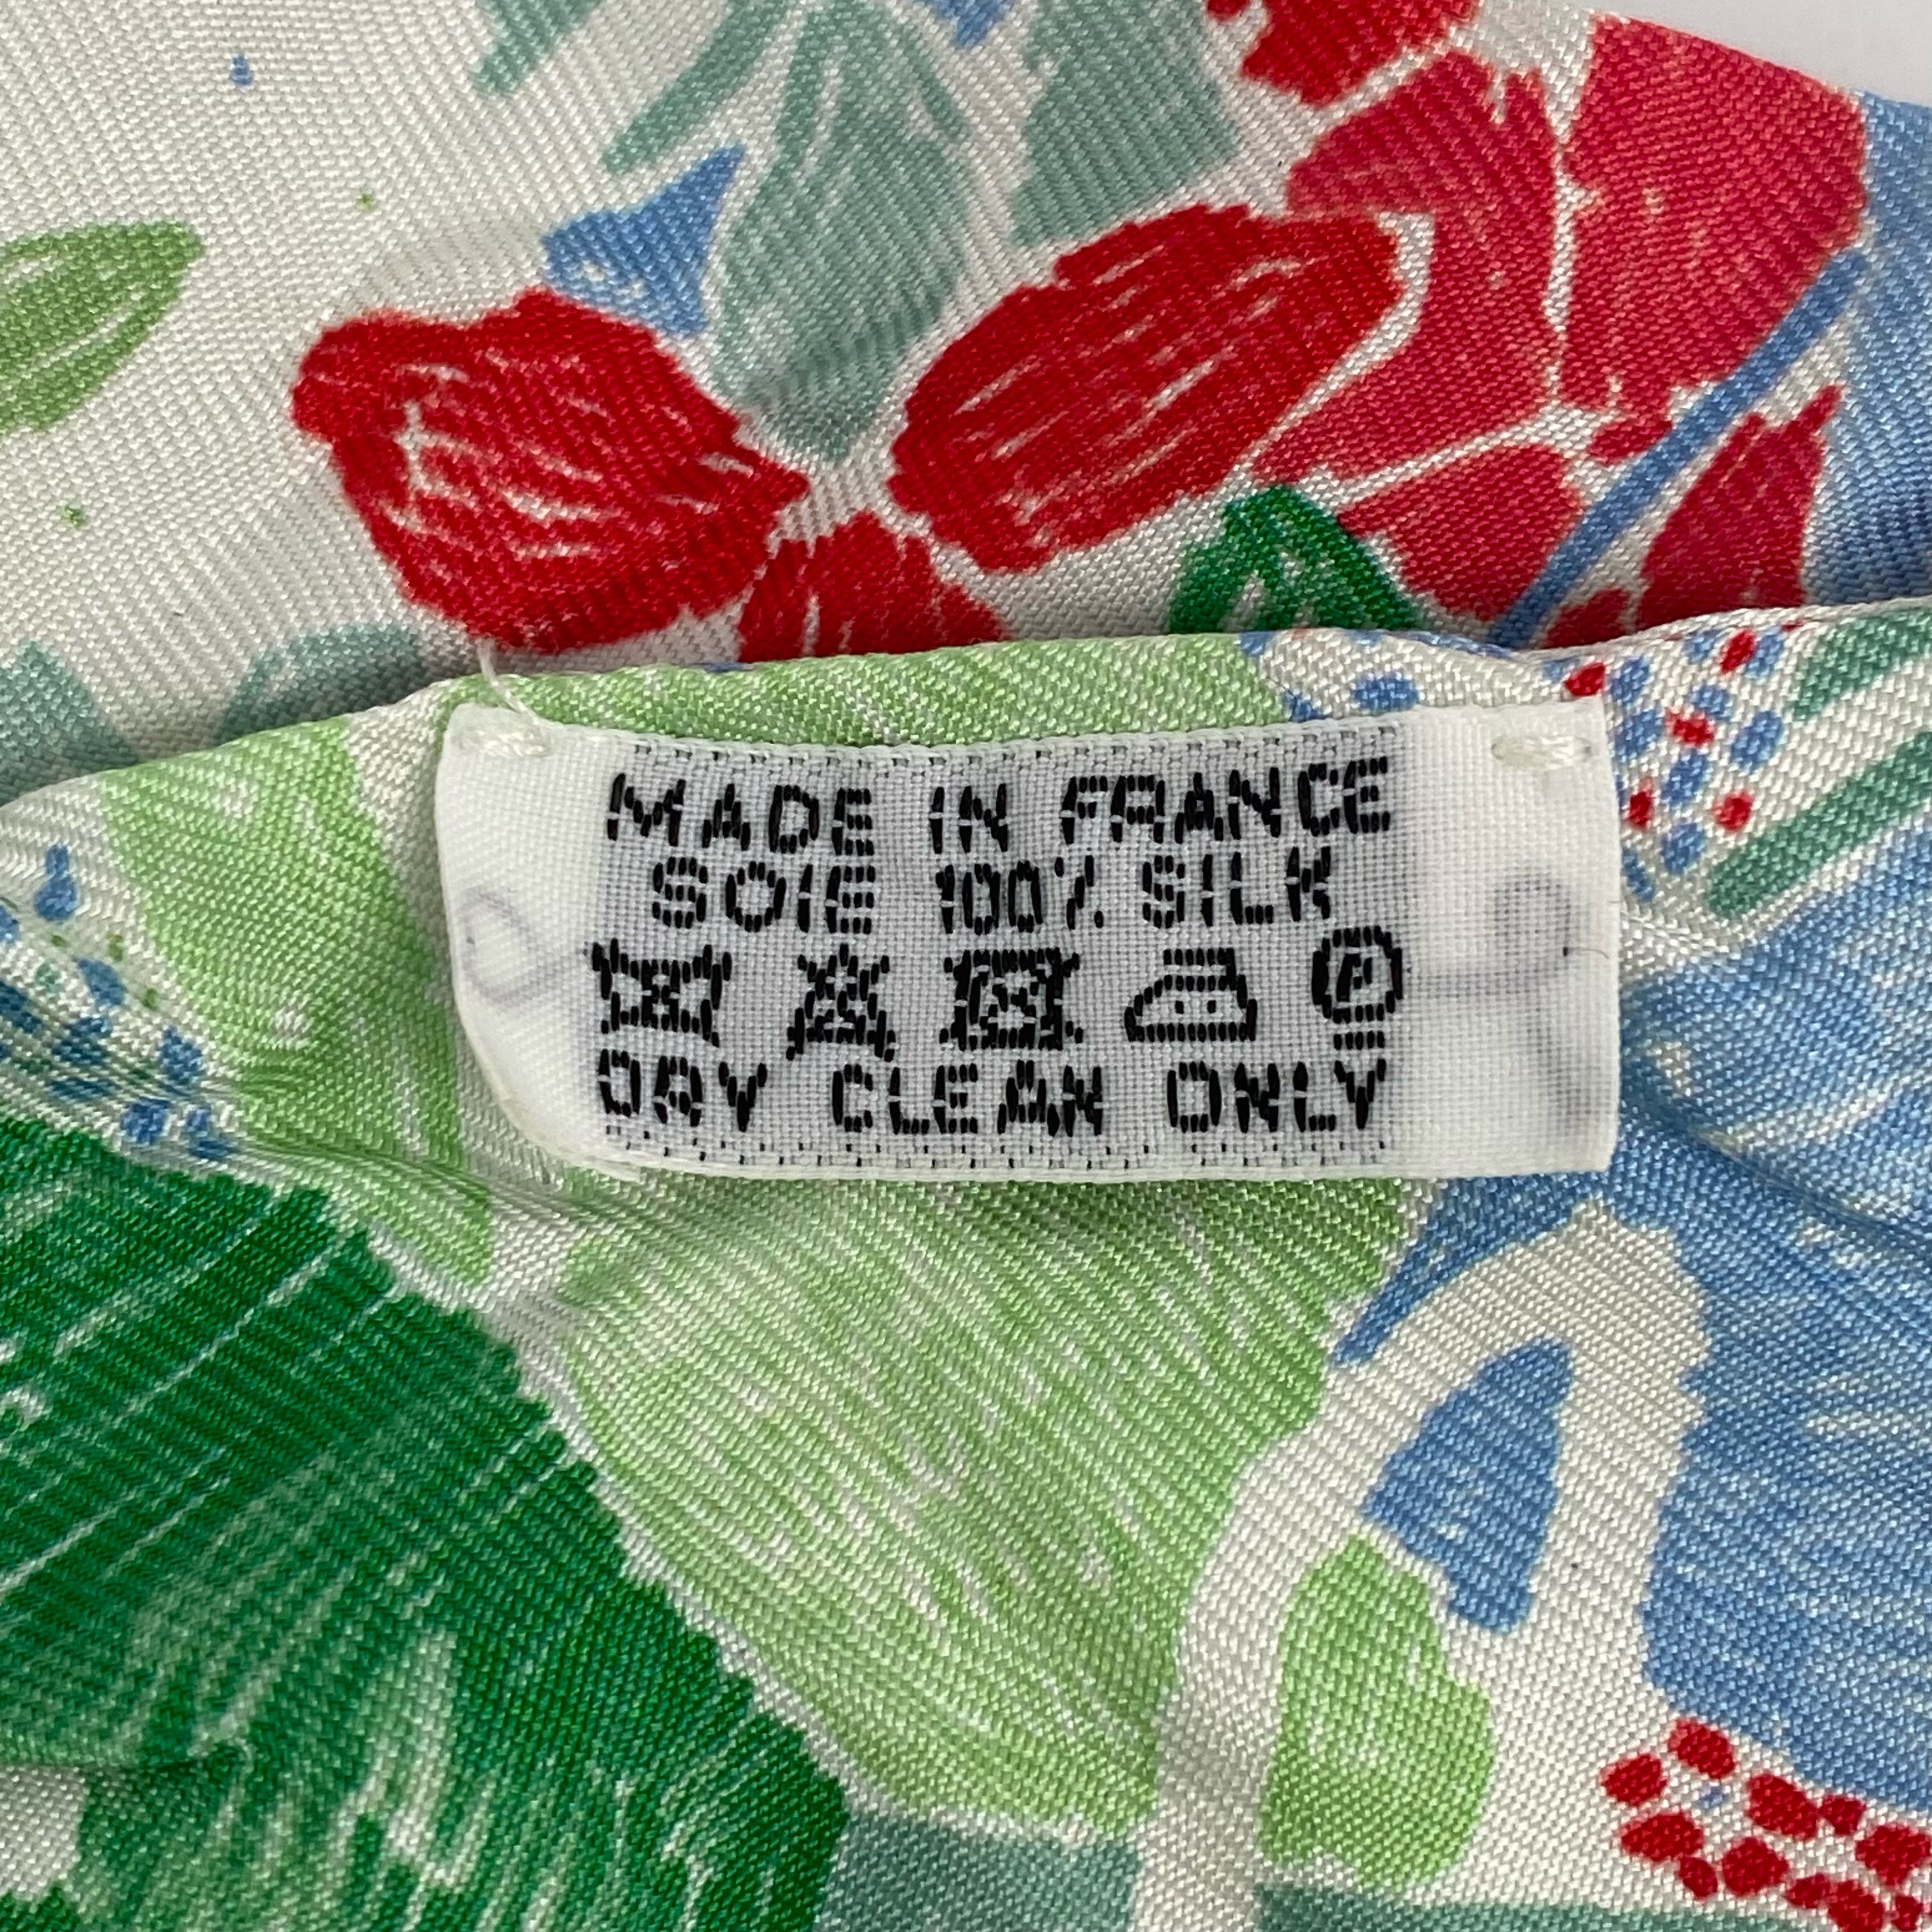 MADE IN FRANCE
SOIE 100% SILK
P
DRY CLEAN ONLY